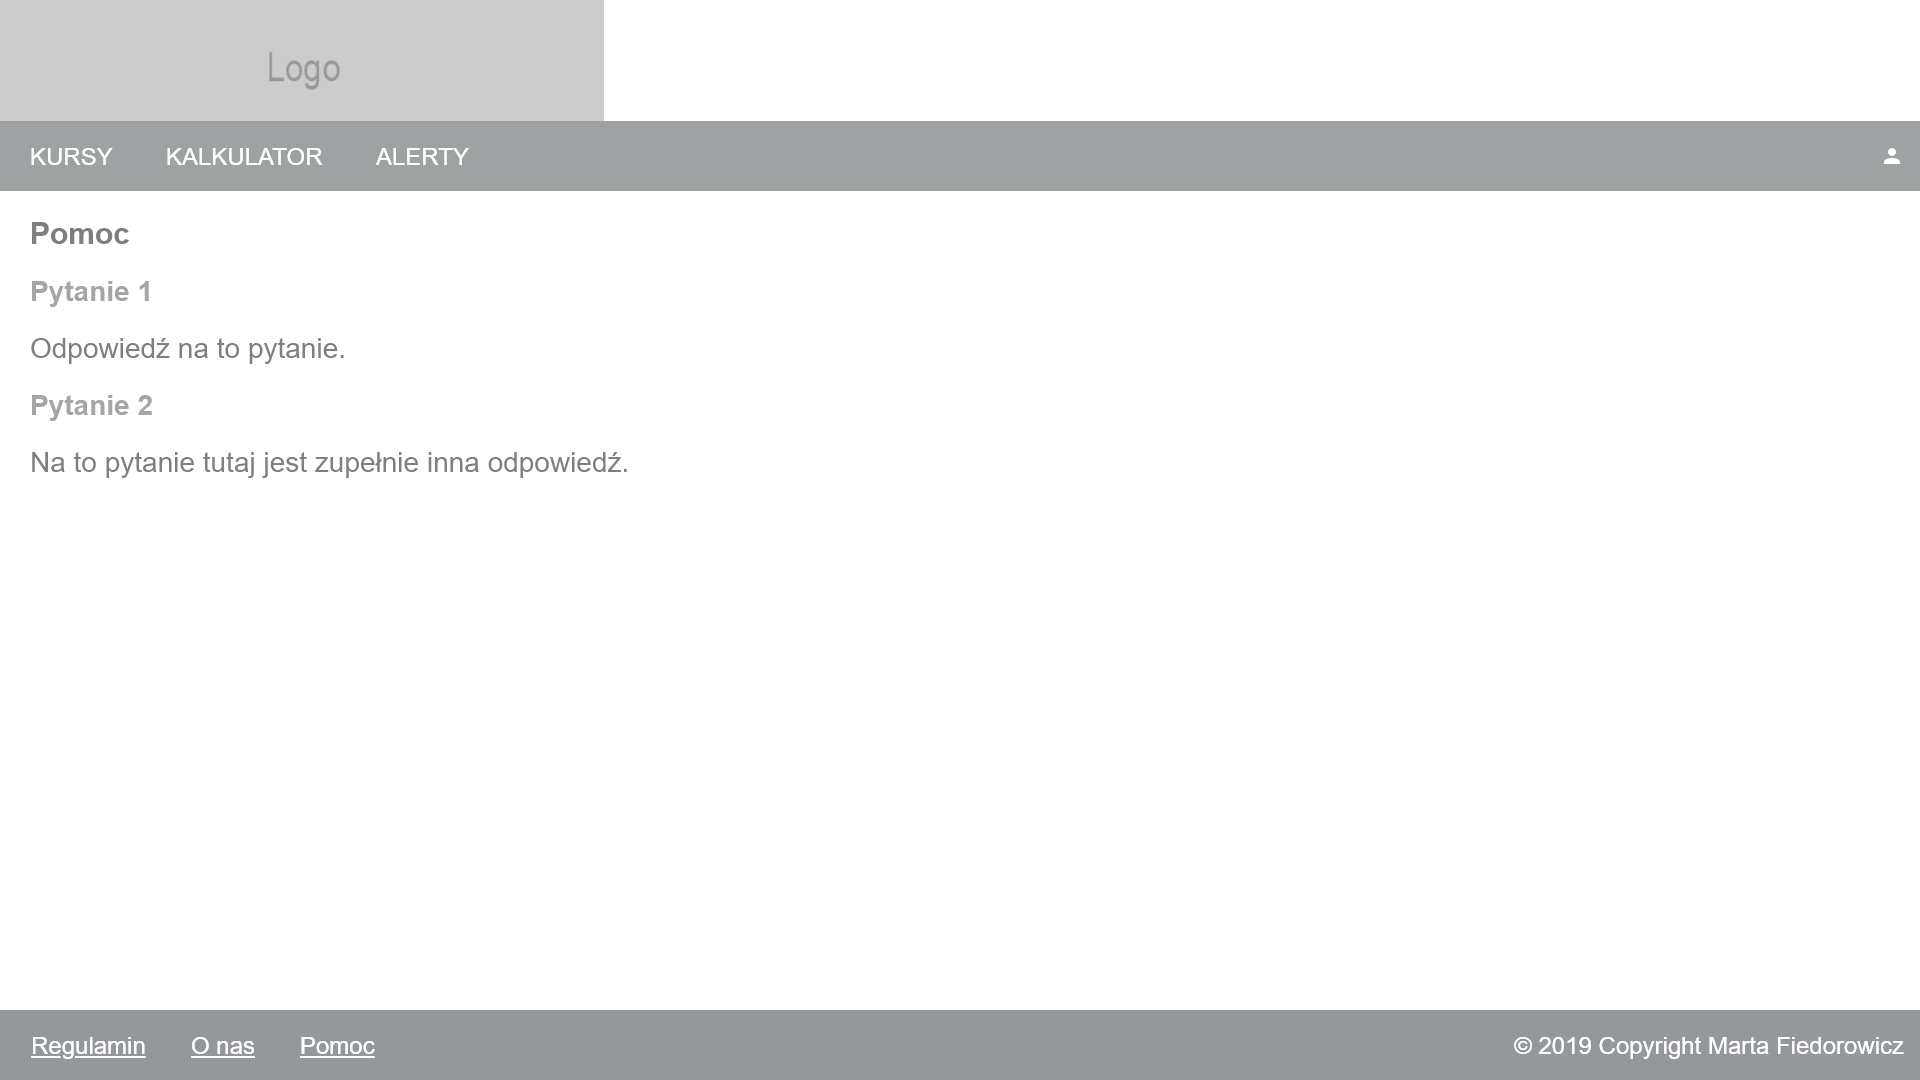 Logo
KURSY KALKULATOR ALERTY
Pomoc
Pytanie 1
Odpowiedź na to pytanie.
Pytanie 2
Na to pytanie tutaj jest zupełnie inna odpowiedź.
Regulamin O nas Pomoc © 2019 Copyright Marta Fiedorowicz